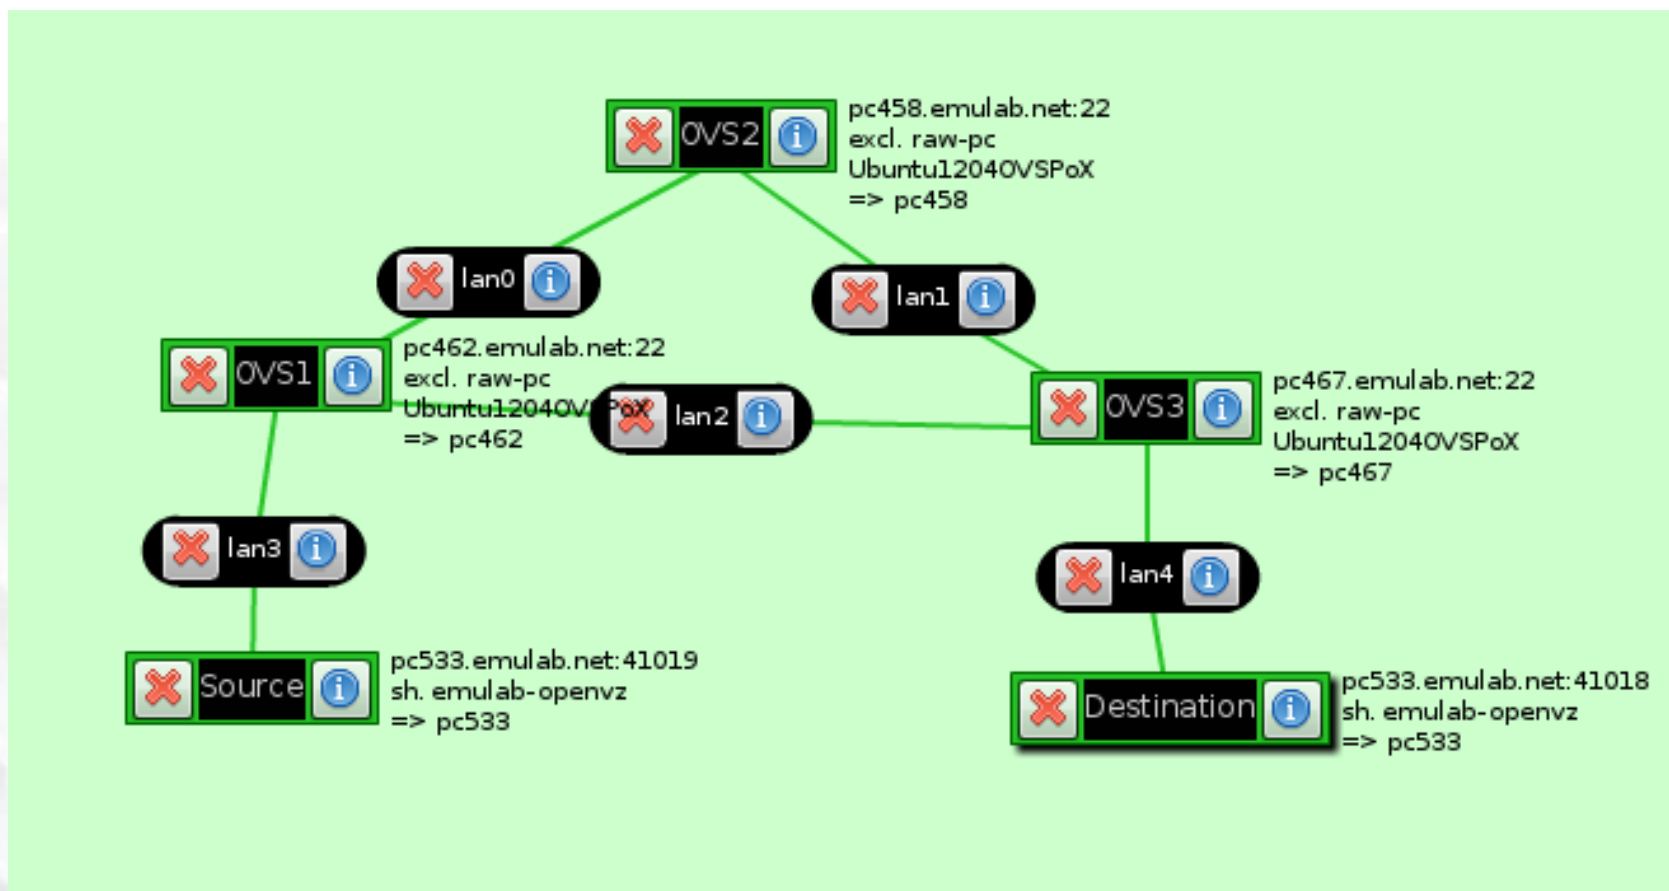 OVS2
pc458.emulab.net:22
excl. raw-pc
Ubuntu1204OVSPoX
=> pc458
lan0
lan1
OVS1
pc462.emulab.net:22
excl. raw-pc
Ubuntu1204OVSPoX
=> pc462
lan2
OVS3
pc467.emulab.net:22
excl. raw-pc
Ubuntu1204OVSPoX
=> pc467
lan3
lan4
Source
pc533.emulab.net:41019
sh. emulab-openvz
=> pc533
Destination
pc533.emulab.net:41018
sh. emulab-openvz
=> pc533